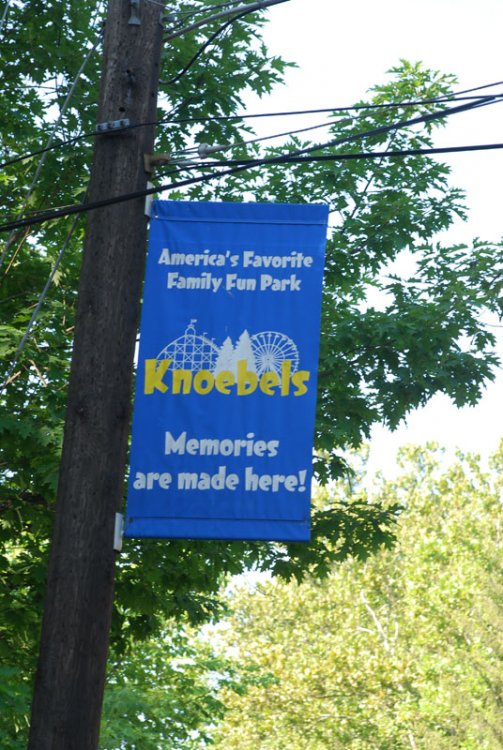 America's Favorite
Family Fun Park
Knoebels
Memories
are made here!